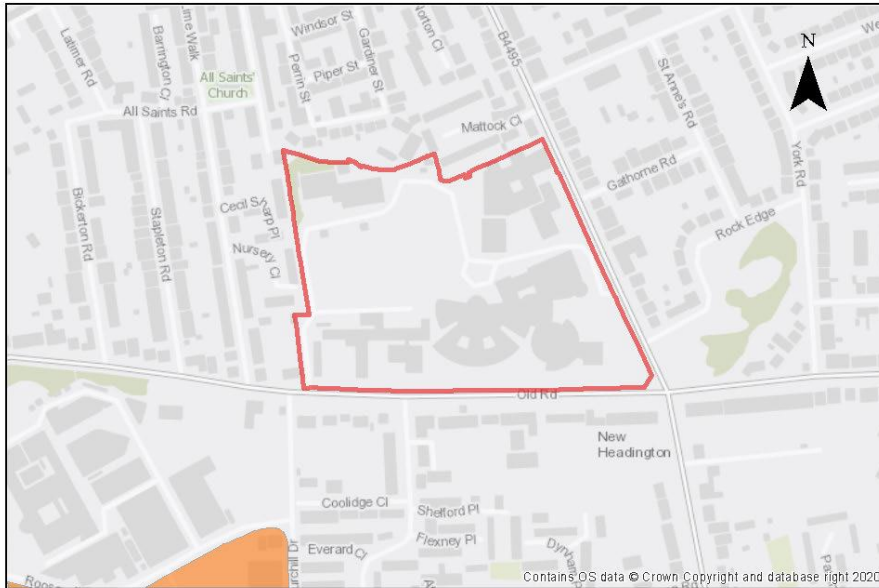 Windsor St
Norton Cl
B4495
We
N
Latimer Rd
Barrington Cl
Lime Walk
Gardiner St
Perrin St
Piper St
St Anne's Rd
All Saints'
Church
All Saints Rd
Mattock Cl
York Rd
Gathorne Rd
Bickerton Rd
Stapleton Rd
Cecil Sharp Pl
Rock Edge
Nursery Cl
Old Rd
New
Headington
Coolidge Cl
Shelford Pl
Everard Cl
Flexney Pl
Contains OS data © Crown Copyright and database right 2020